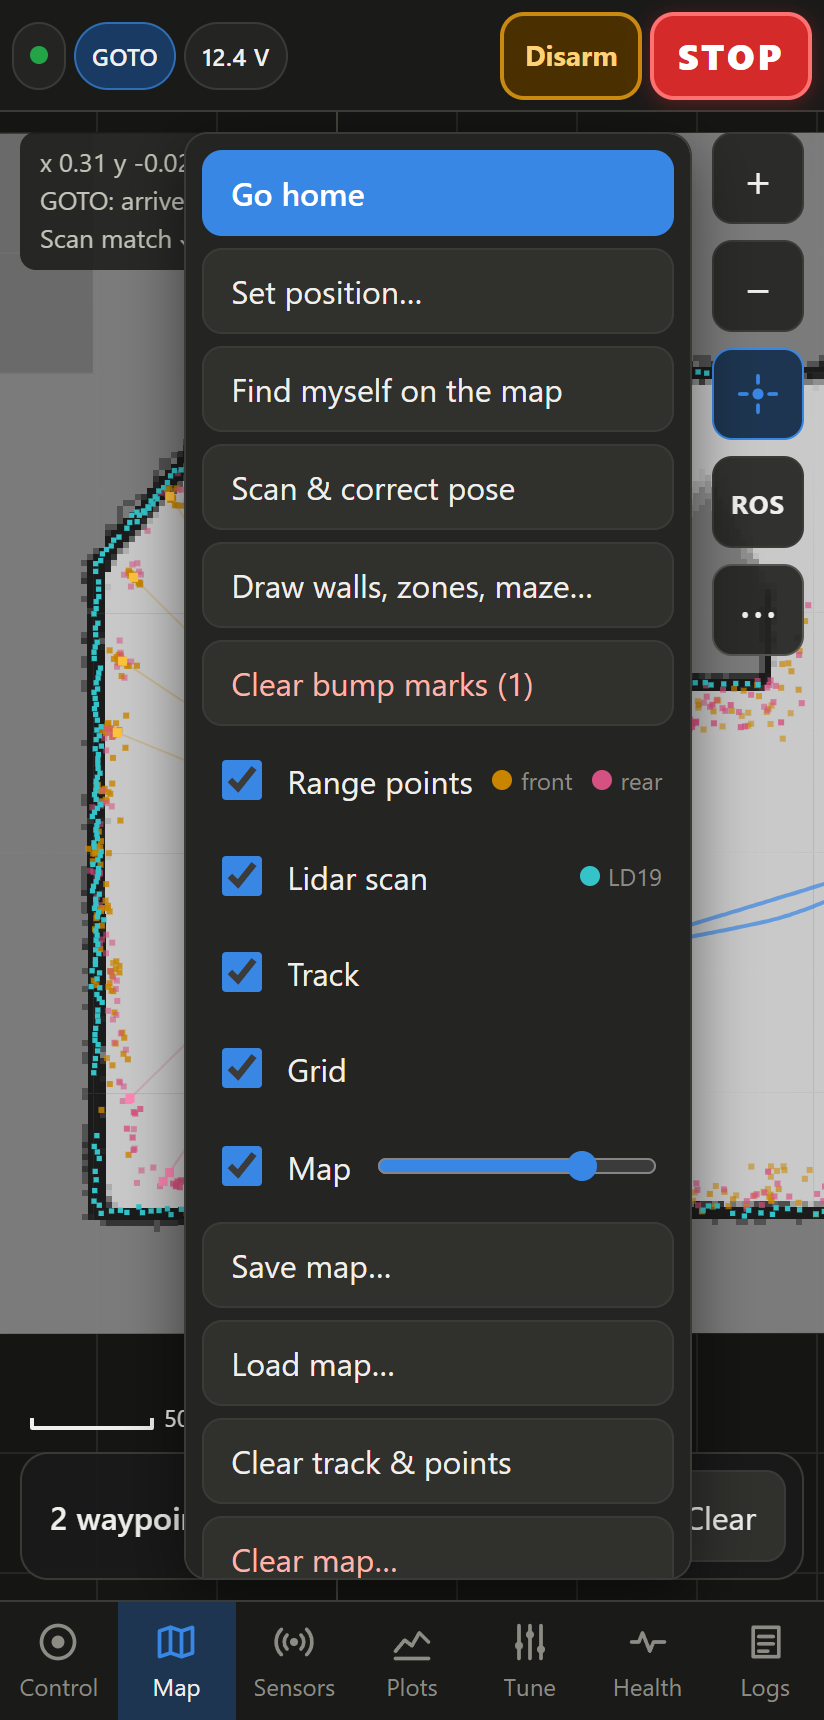 GOTO
12.4 V
Disarm
STOP
x 0.31 y -0.02
GOTO: arrive
Scan match
Go home
Set position...
Find myself on the map
Scan & correct pose
Draw walls, zones, maze...
Clear bump marks (1)
Range points front rear
Lidar scan LD19
Track
Grid
Map
Save map...
Load map...
Clear track & points
Clear map...
+
−
ROS
...
50
2 waypoi
Clear
Control
Map
Sensors
Plots
Tune
Health
Logs